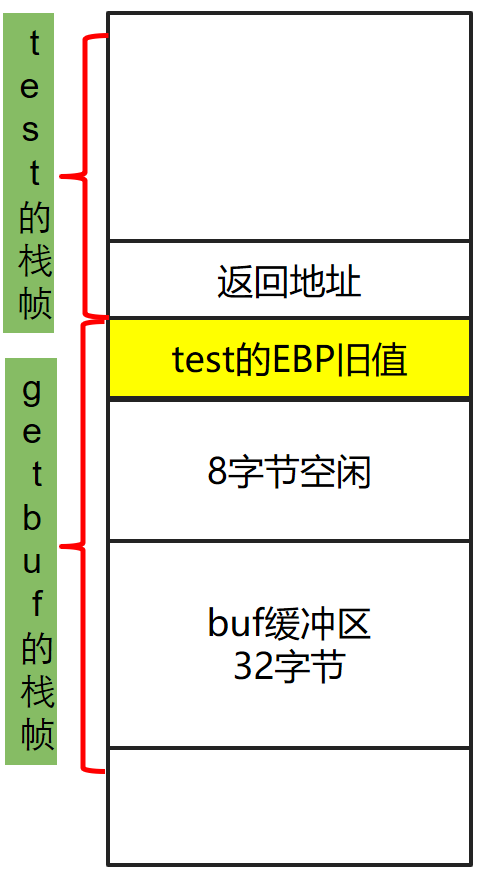 test的栈帧
返回地址
test的EBP旧值
getbuf的栈帧
8字节空闲
buf缓冲区
32字节